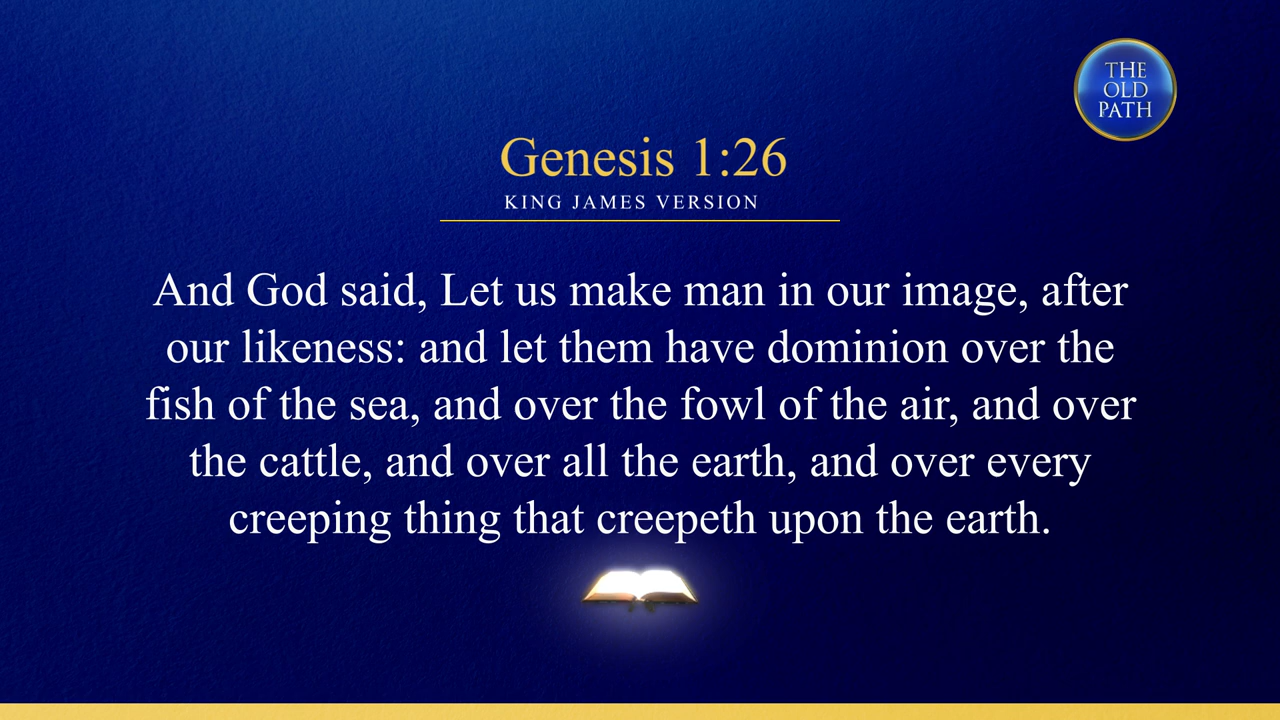 THE
OLD
PATH
Genesis 1:26
KING JAMES VERSION
And God said, Let us make man in our image, after
our likeness: and let them have dominion over the
fish of the sea, and over the fowl of the air, and over
the cattle, and over all the earth, and over every
creeping thing that creepeth upon the earth.